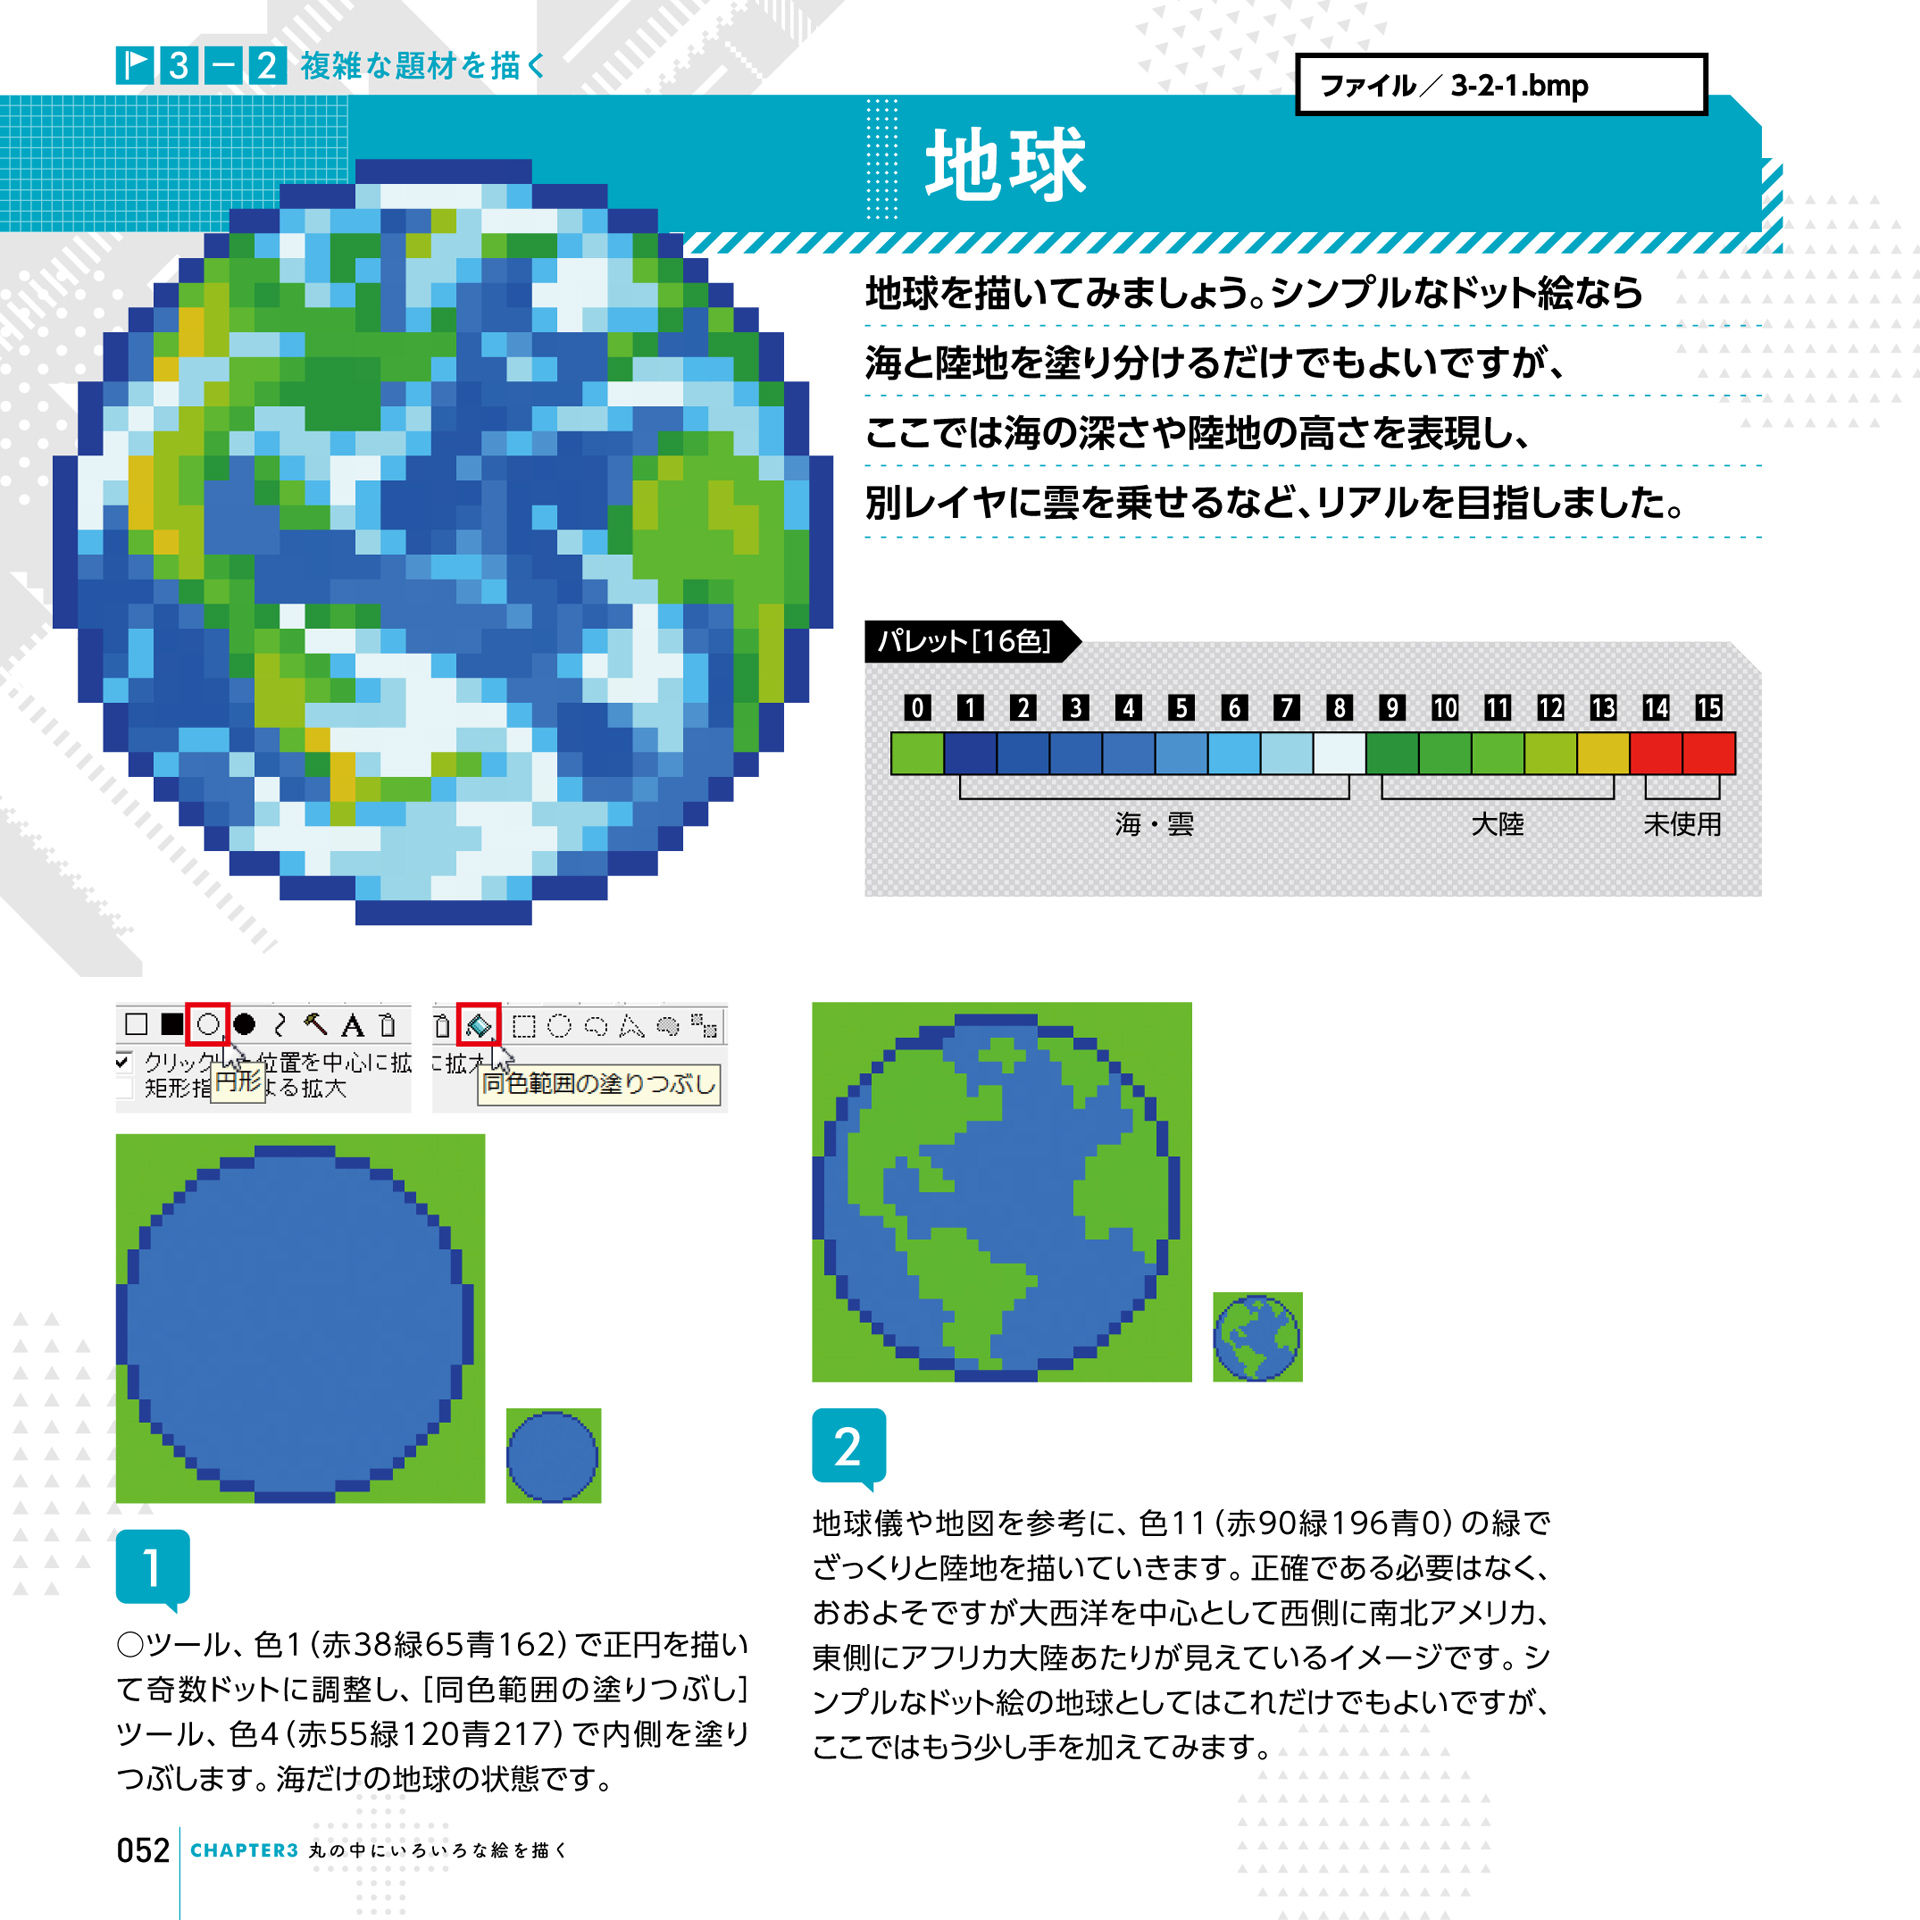 3－2 複雑な題材を描く
ファイル／3-2-1.bmp
地球
地球を描いてみましょう。シンプルなドット絵なら
海と陸地を塗り分けるだけでもよいですが、
ここでは海の深さや陸地の高さを表現し、
別レイヤに雲を乗せるなど、リアルを目指しました。
パレット［16色］
0 1 2 3 4 5 6 7 8 9 10 11 12 13 14 15
海・雲 大陸 未使用
A
クリック 位置を中心に拡
矩形指 よる拡大
円形
に拡大
同色範囲の塗りつぶし
1
○ツール、色1（赤38緑65青162）で正円を描い
て奇数ドットに調整し、［同色範囲の塗りつぶし］
ツール、色4（赤55緑120青217）で内側を塗り
つぶします。海だけの地球の状態です。
2
地球儀や地図を参考に、色11（赤90緑196青0）の緑で
ざっくりと陸地を描いていきます。正確である必要はなく、
おおよそですが大西洋を中心として西側に南北アメリカ、
東側にアフリカ大陸あたりが見えているイメージです。シ
ンプルなドット絵の地球としてはこれだけでもよいですが、
ここではもう少し手を加えてみます。
052 CHAPTER3 丸の中にいろいろな絵を描く